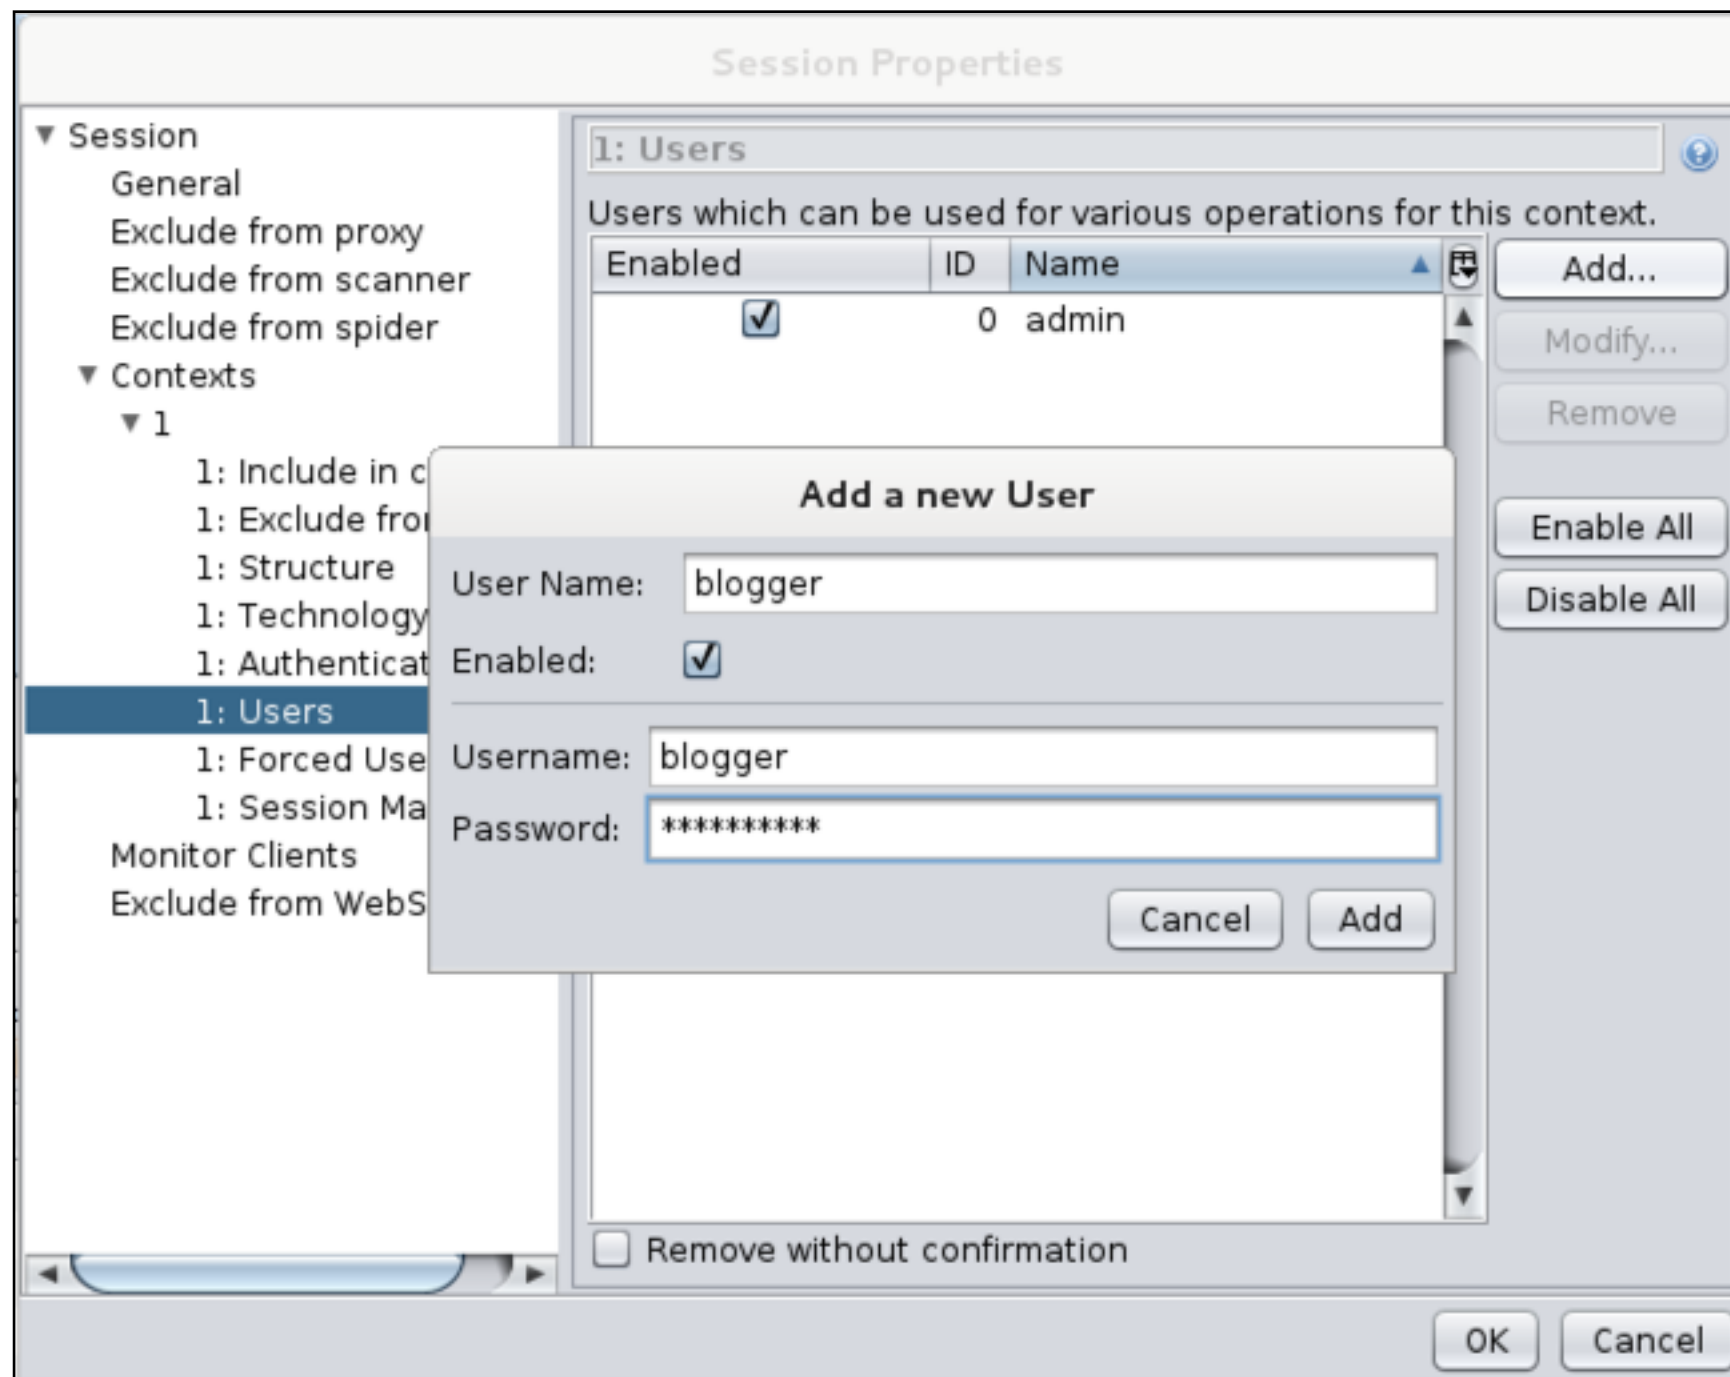 Session Properties
Session
General
Exclude from proxy
Exclude from scanner
Exclude from spider
Contexts
1
1: Include in c
1: Exclude from
1: Structure
1: Technology
1: Authenticat
1: Users
1: Forced Use
1: Session Ma
Monitor Clients
Exclude from WebS
1: Users
Users which can be used for various operations for this context.
Enabled ID Name
0 admin
Add...
Modify...
Remove
Enable All
Disable All
Add a new User
User Name: blogger
Enabled:
Username: blogger
Password: **********
Cancel Add
Remove without confirmation
OK Cancel